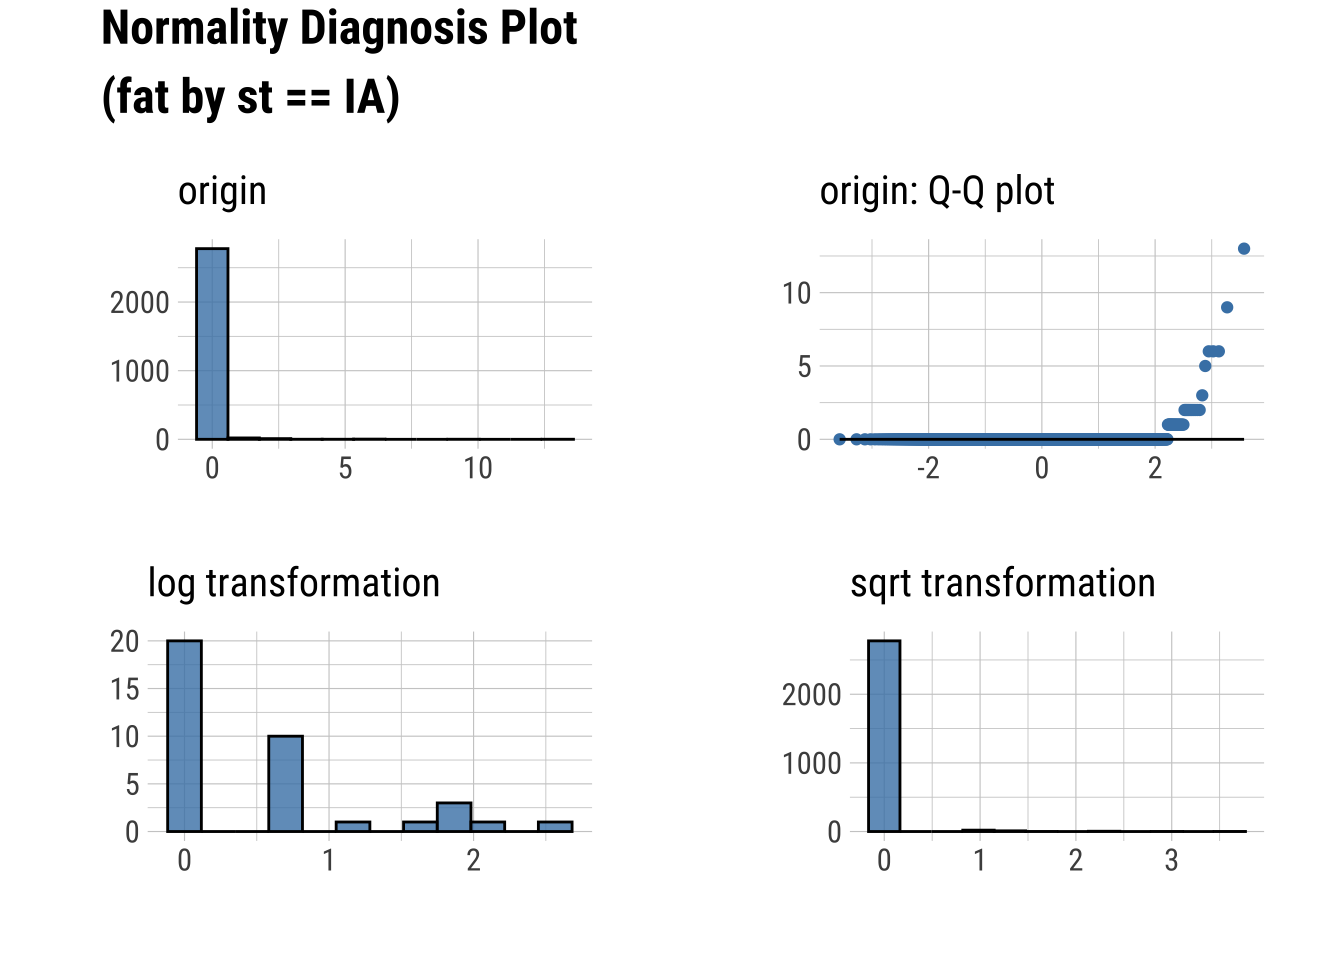 Normality Diagnosis Plot
(fat by st == IA)
origin
2000
1000
0
0 5 10
origin: Q-Q plot
10
5
0
-2 0 2
log transformation
20
15
10
5
0
0 1 2
sqrt transformation
2000
1000
0
0 1 2 3